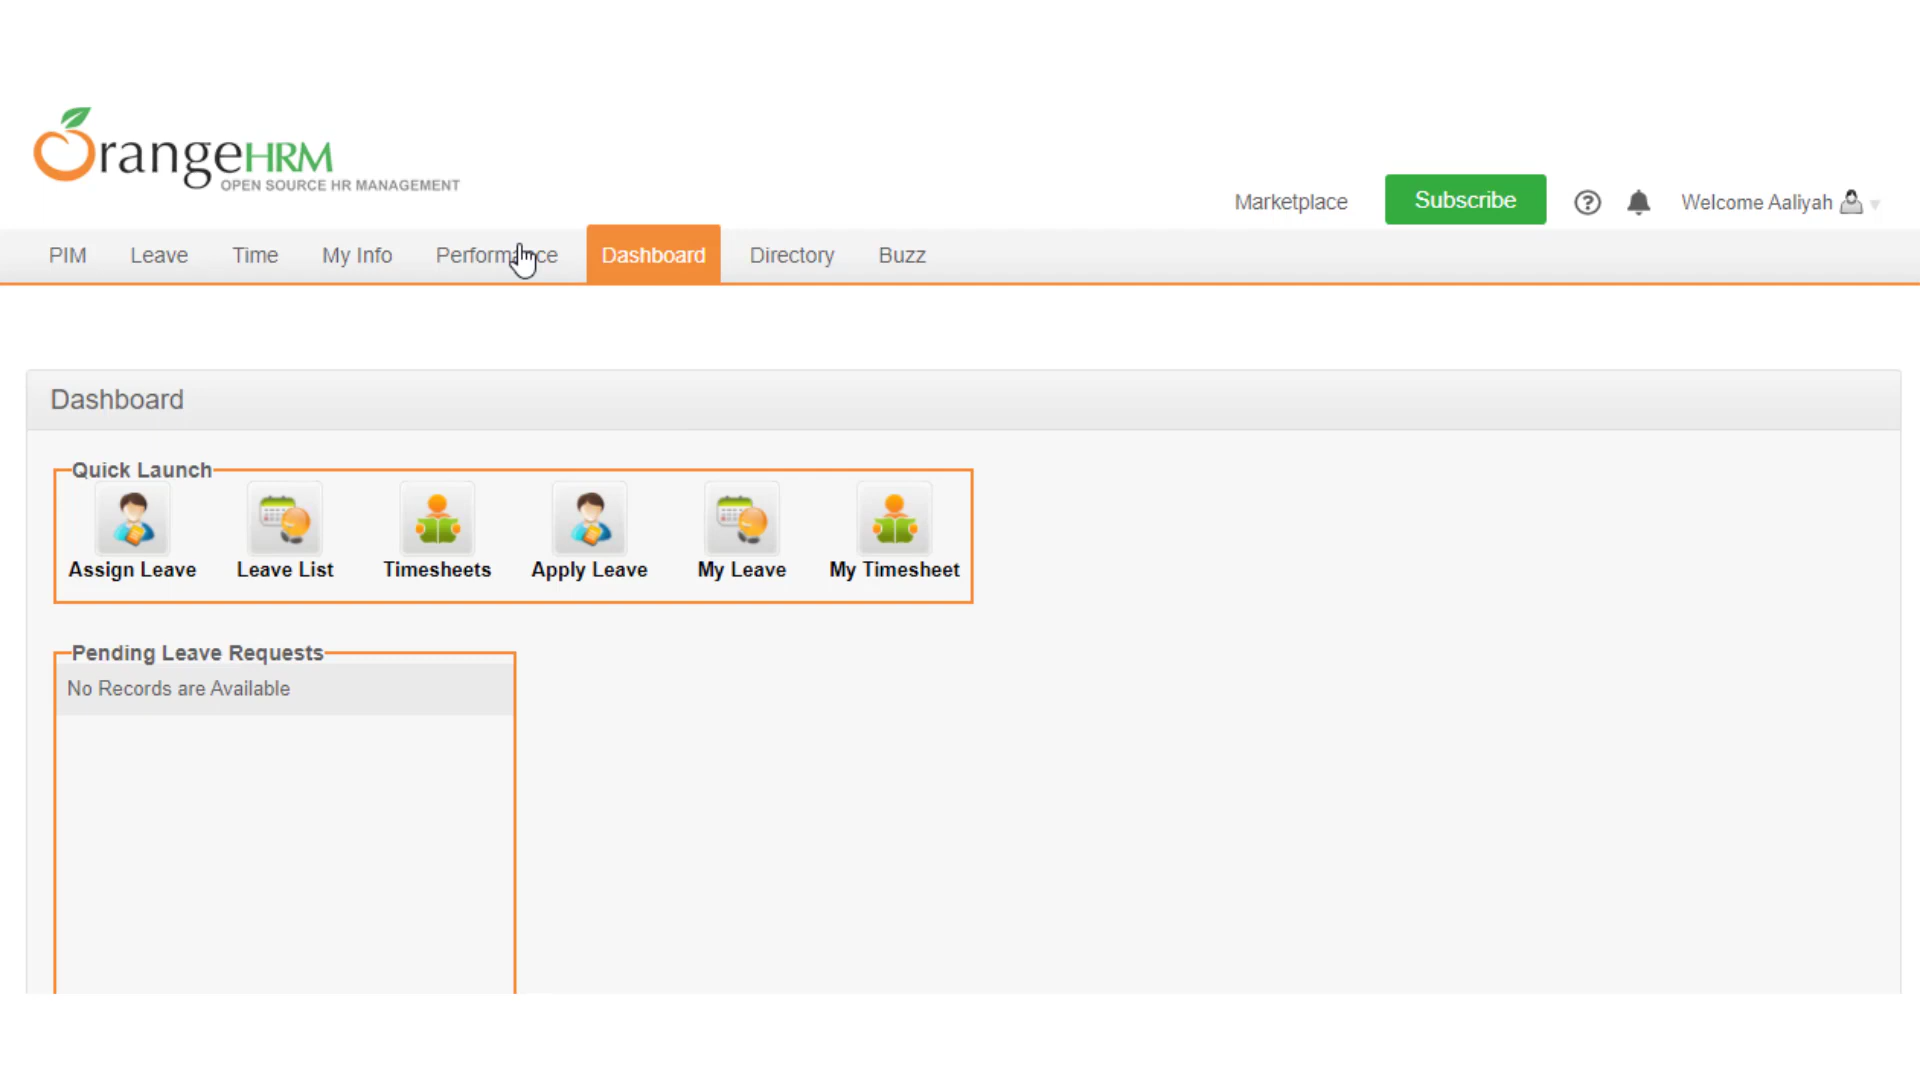 OrangeHRM
OPEN SOURCE HR MANAGEMENT
Marketplace Subscribe Welcome Aaliyah
PIM Leave Time My Info Performance Dashboard Directory Buzz
Dashboard
Quick Launch
Assign Leave Leave List Timesheets Apply Leave My Leave My Timesheet
Pending Leave Requests
No Records are Available